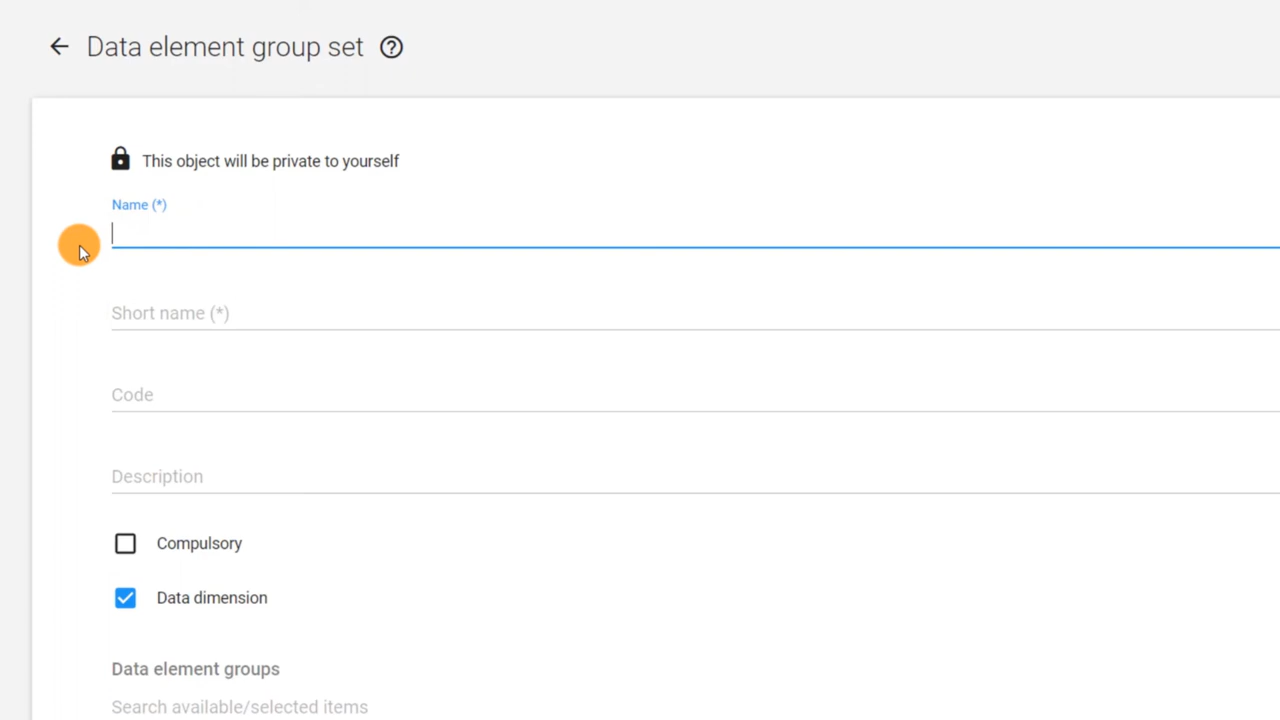 Data element group set
This object will be private to yourself
Name (*)
Short name (*)
Code
Description
Compulsory
Data dimension
Data element groups
Search available/selected items